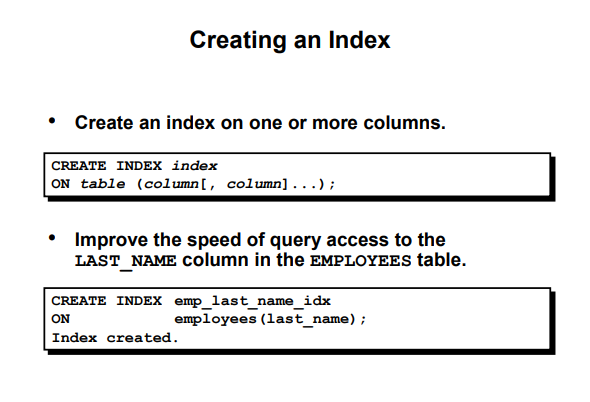 Creating an Index
• Create an index on one or more columns.
CREATE INDEX index
ON table (column[, column]...);
• Improve the speed of query access to the
LAST_NAME column in the EMPLOYEES table.
CREATE INDEX emp_last_name_idx
ON employees(last_name);
Index created.